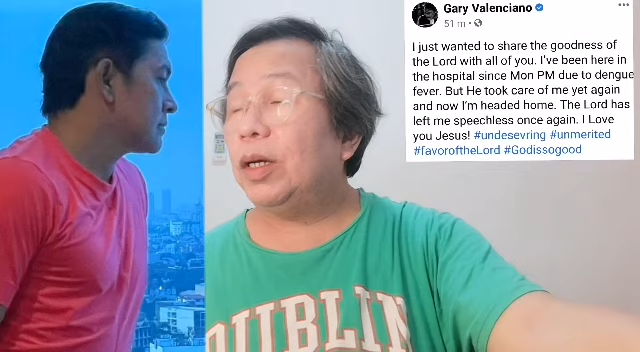 Gary Valenciano
51 m
I just wanted to share the goodness of
the Lord with all of you. I've been here in
the hospital since Mon PM due to dengue
fever. But He took care of me yet again
and now I'm headed home. The Lord has
left me speechless once again. I Love
you Jesus! #undesevring #unmerited
#favoroftheLord #Godissogood
DUBLIN